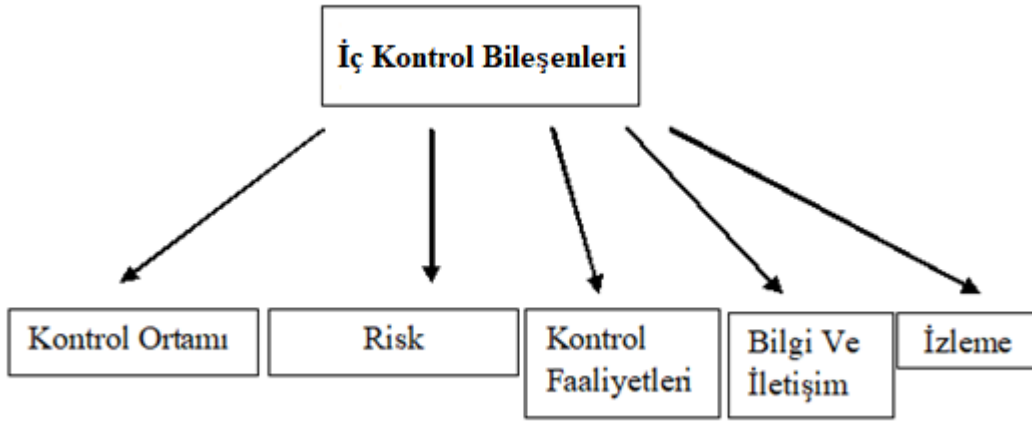 İç Kontrol Bileşenleri
Kontrol Ortamı
Risk
Kontrol
Faaliyetleri
Bilgi Ve
İletişim
İzleme